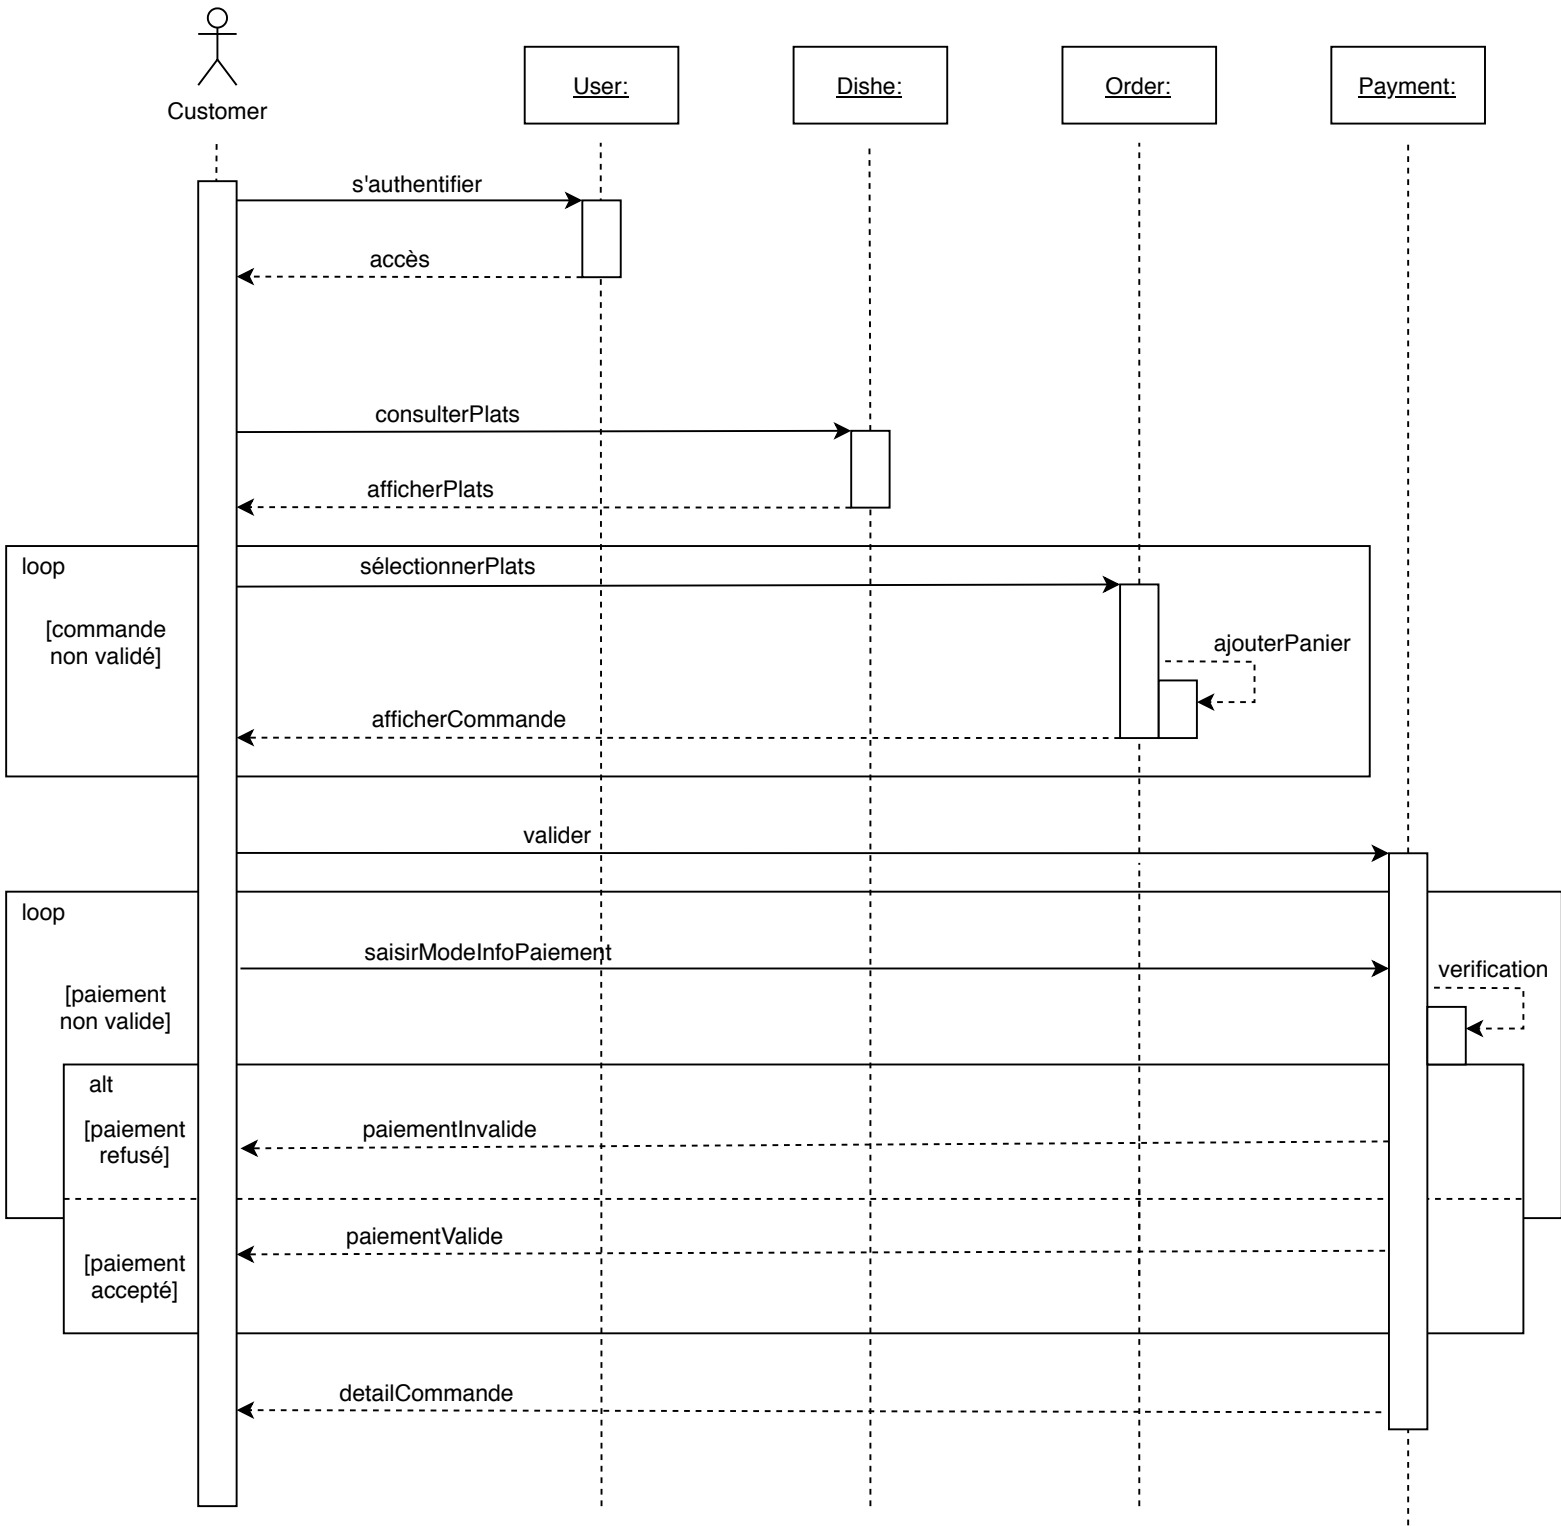 Customer
User:
Dishe:
Order:
Payment:
s'authentifier
accès
consulterPlats
afficherPlats
loop
sélectionnerPlats
[commande
non validé]
ajouterPanier
afficherCommande
valider
loop
saisirModeInfoPaiement
verification
[paiement
non valide]
alt
[paiement
refusé]
paiementInvalide
paiementValide
[paiement
accepté]
detailCommande